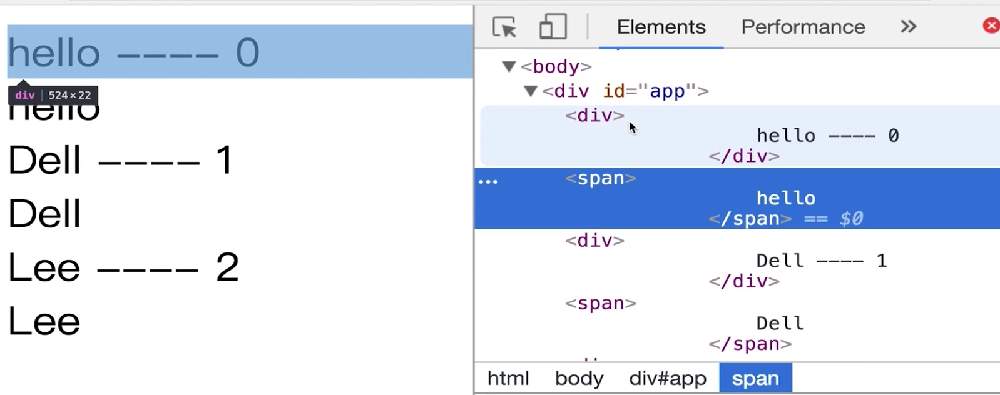 hello ---- 0
div | 524×22
hello
Dell ---- 1
Dell
Lee ---- 2
Lee
Elements Performance »
▼<body>
▼<div id="app">
<div>
hello ---- 0
</div>
... <span>
hello
</span> == $0
<div>
Dell ---- 1
</div>
<span>
Dell
</span>
html body div#app span